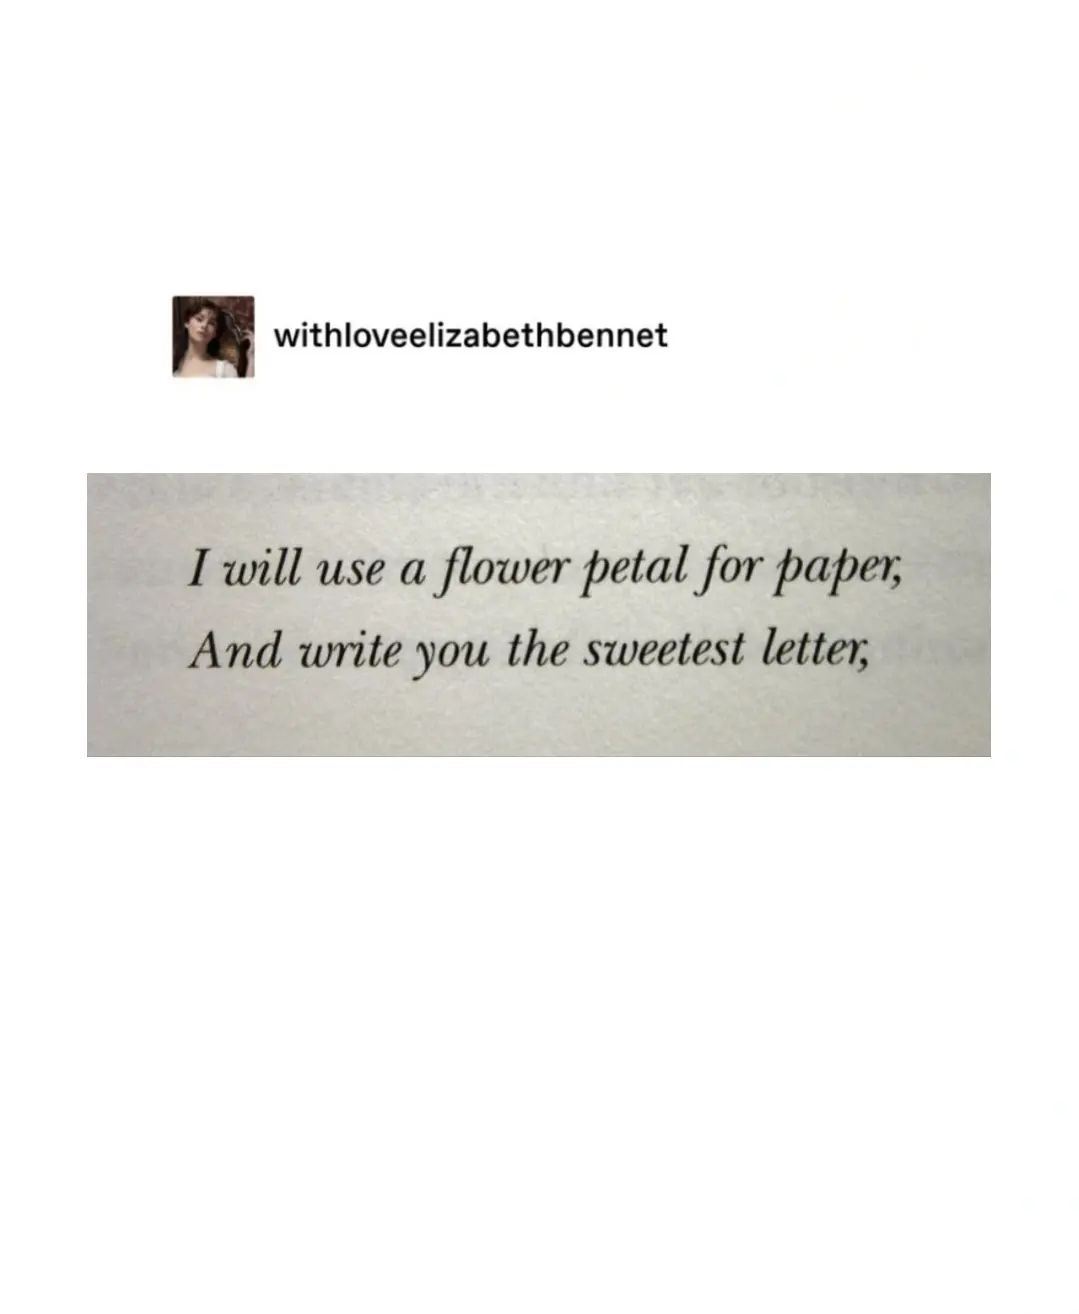 withloveelizabethbennet
I will use a flower petal for paper,
And write you the sweetest letter,